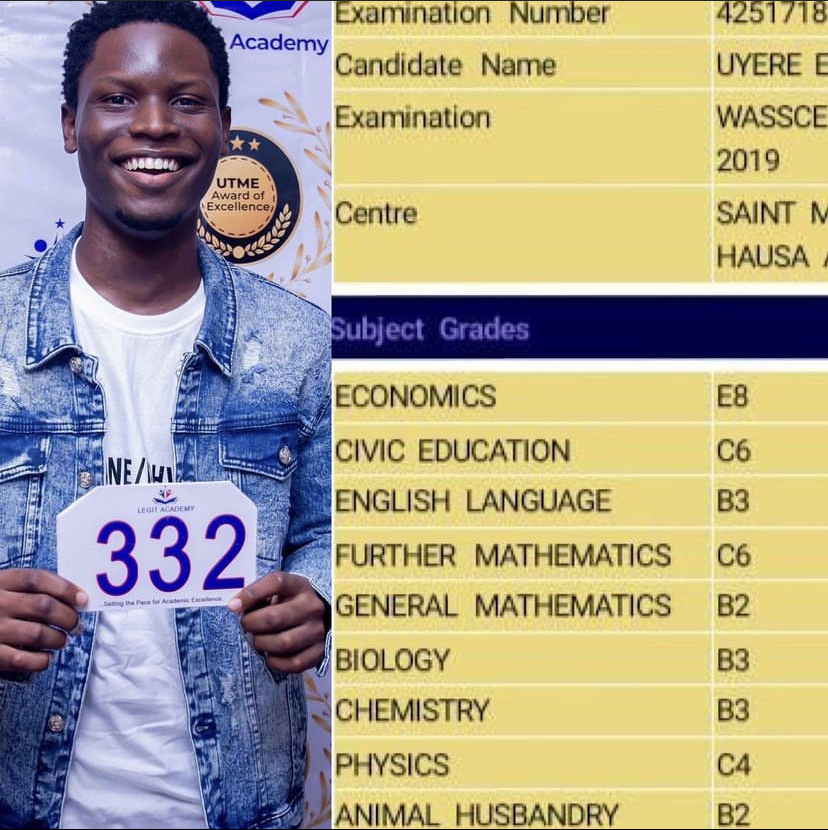 Academy
UTME
Award of
Excellence
LEGIT ACADEMY
332
Setting the Pace for Academic Excellence.
Examination Number 4251718
Candidate Name UYERE E
Examination WASSCE
2019
Centre SAINT M
HAUSA
Subject Grades
ECONOMICS E8
CIVIC EDUCATION C6
ENGLISH LANGUAGE B3
FURTHER MATHEMATICS C6
GENERAL MATHEMATICS B2
BIOLOGY B3
CHEMISTRY B3
PHYSICS C4
ANIMAL HUSBANDRY B2